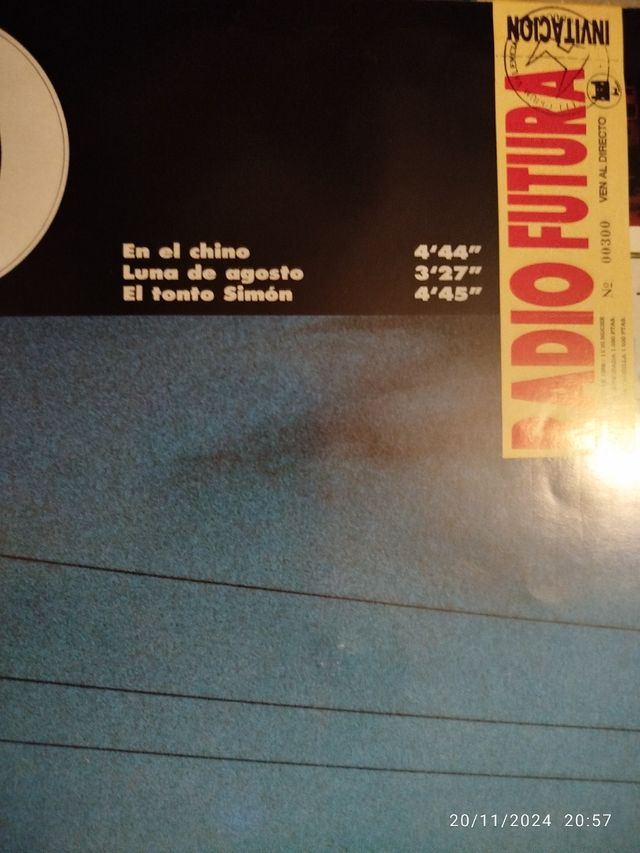 INVITACION
RADIO FUTURA
Nº 00300 VEN AL DIRECTO
En el chino 4'44"
Luna de agosto 3'27"
El tonto Simón 4'45"
20/11/2024 20:57